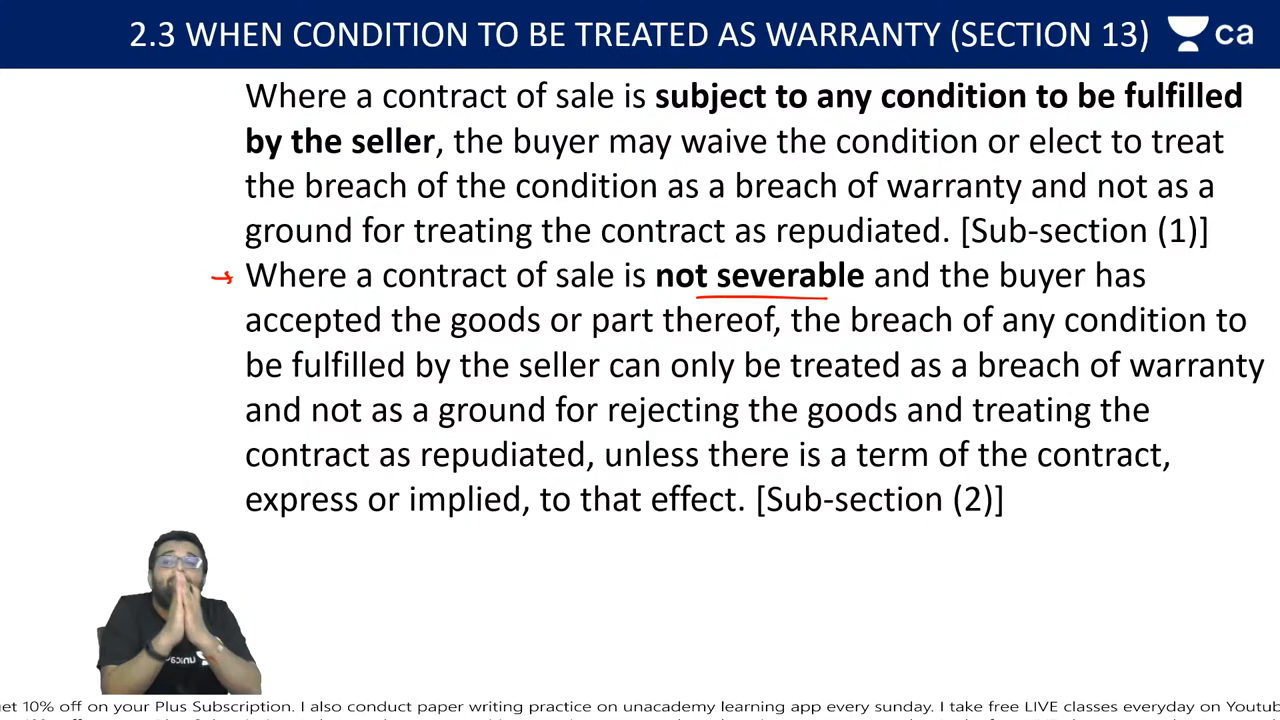 2.3 WHEN CONDITION TO BE TREATED AS WARRANTY (SECTION 13)
ca
Where a contract of sale is subject to any condition to be fulfilled
by the seller, the buyer may waive the condition or elect to treat
the breach of the condition as a breach of warranty and not as a
ground for treating the contract as repudiated. [Sub-section (1)]
Where a contract of sale is not severable and the buyer has
accepted the goods or part thereof, the breach of any condition to
be fulfilled by the seller can only be treated as a breach of warranty
and not as a ground for rejecting the goods and treating the
contract as repudiated, unless there is a term of the contract,
express or implied, to that effect. [Sub-section (2)]
et 10% off on your Plus Subscription. I also conduct paper writing practice on unacademy learning app every sunday. I take free LIVE classes everyday on Youtub